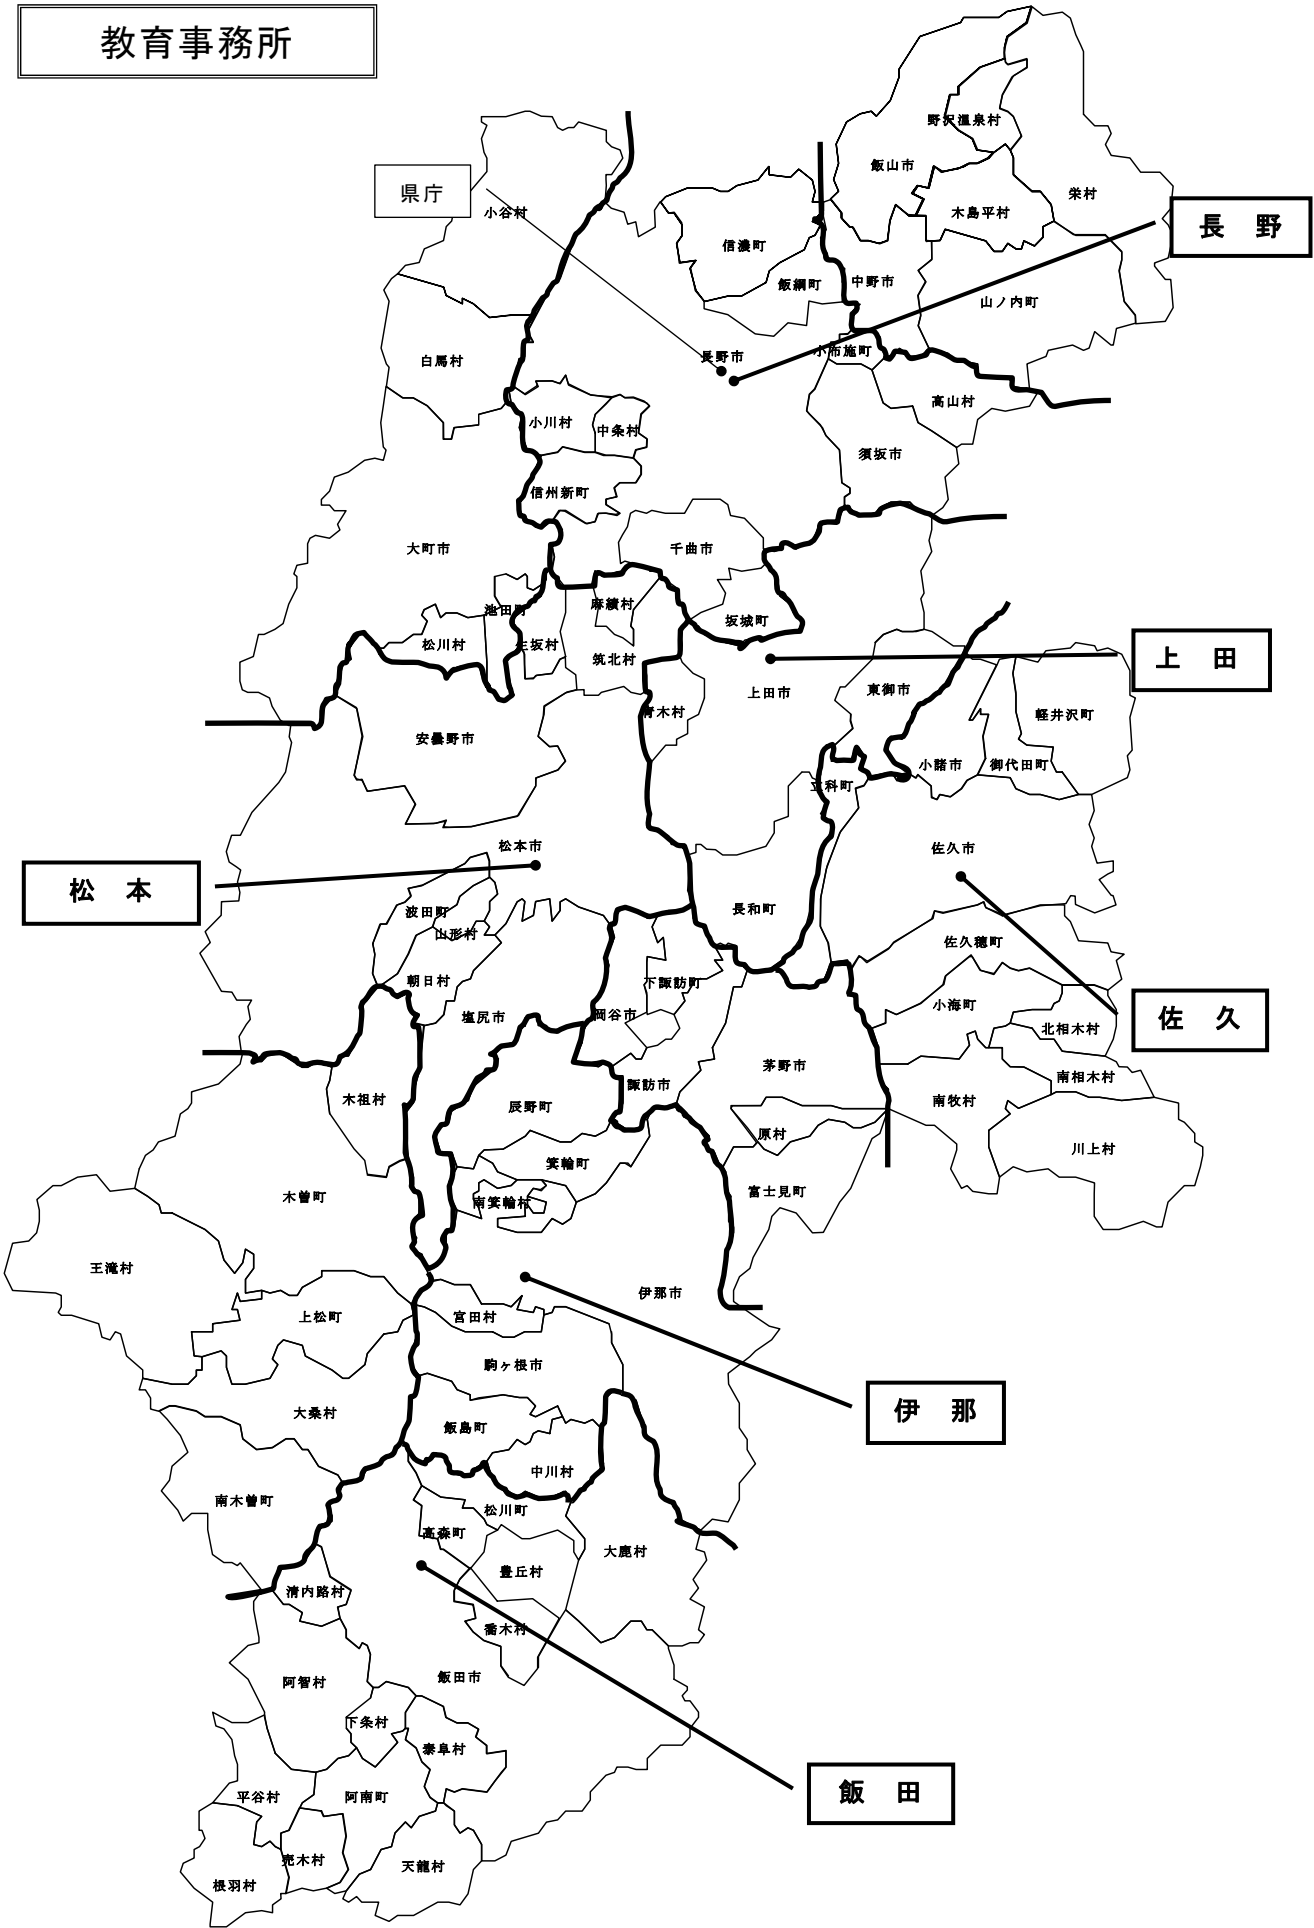 教育事務所
野沢温泉村
飯山市
県庁
栄村
小谷村
木島平村
長　野
信濃町
飯綱町
中野市
山ノ内町
長野市
小布施町
白馬村
高山村
小川村
中条村
須坂市
信州新町
大町市
千曲市
池田町
麻績村
坂城町
松川村
生坂村
筑北村
上　田
上田市
東御市
青木村
軽井沢町
安曇野市
小諸市
御代田町
立科町
松本市
佐久市
松　本
波田町
長和町
山形村
佐久穂町
朝日村
下諏訪町
小海町
塩尻市
岡谷市
北相木村
佐　久
茅野市
諏訪市
南相木村
木祖村
辰野町
南牧村
原村
川上村
箕輪町
木曽町
南箕輪村
富士見町
王滝村
伊那市
上松町
宮田村
駒ヶ根市
大桑村
飯島町
伊　那
中川村
南木曽町
松川町
高森町
大鹿村
豊丘村
清内路村
喬木村
飯田市
阿智村
下条村
泰阜村
飯　田
平谷村
阿南町
売木村
天龍村
根羽村